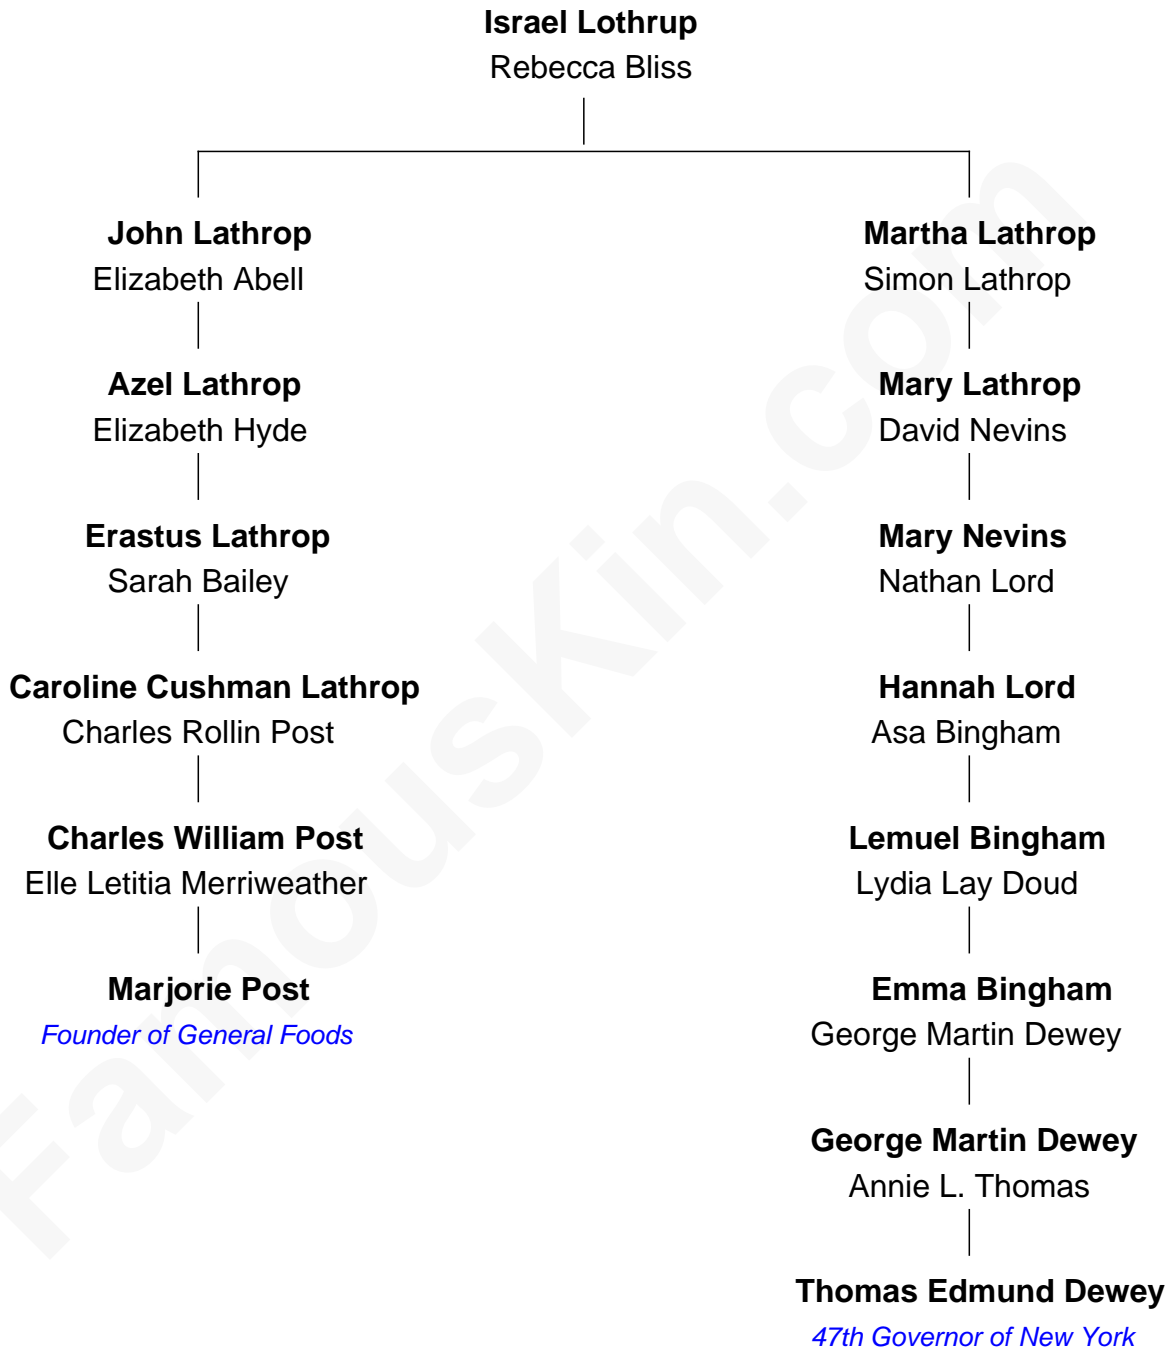 Israel Lothrup
Rebecca Bliss
John Lathrop
Elizabeth Abell
Azel Lathrop
Elizabeth Hyde
Erastus Lathrop
Sarah Bailey
Caroline Cushman Lathrop
Charles Rollin Post
Charles William Post
Elle Letitia Merriweather
Marjorie Post
Founder of General Foods
Martha Lathrop
Simon Lathrop
Mary Lathrop
David Nevins
Mary Nevins
Nathan Lord
Hannah Lord
Asa Bingham
Lemuel Bingham
Lydia Lay Doud
Emma Bingham
George Martin Dewey
George Martin Dewey
Annie L. Thomas
Thomas Edmund Dewey
47th Governor of New York
FamousKin.com